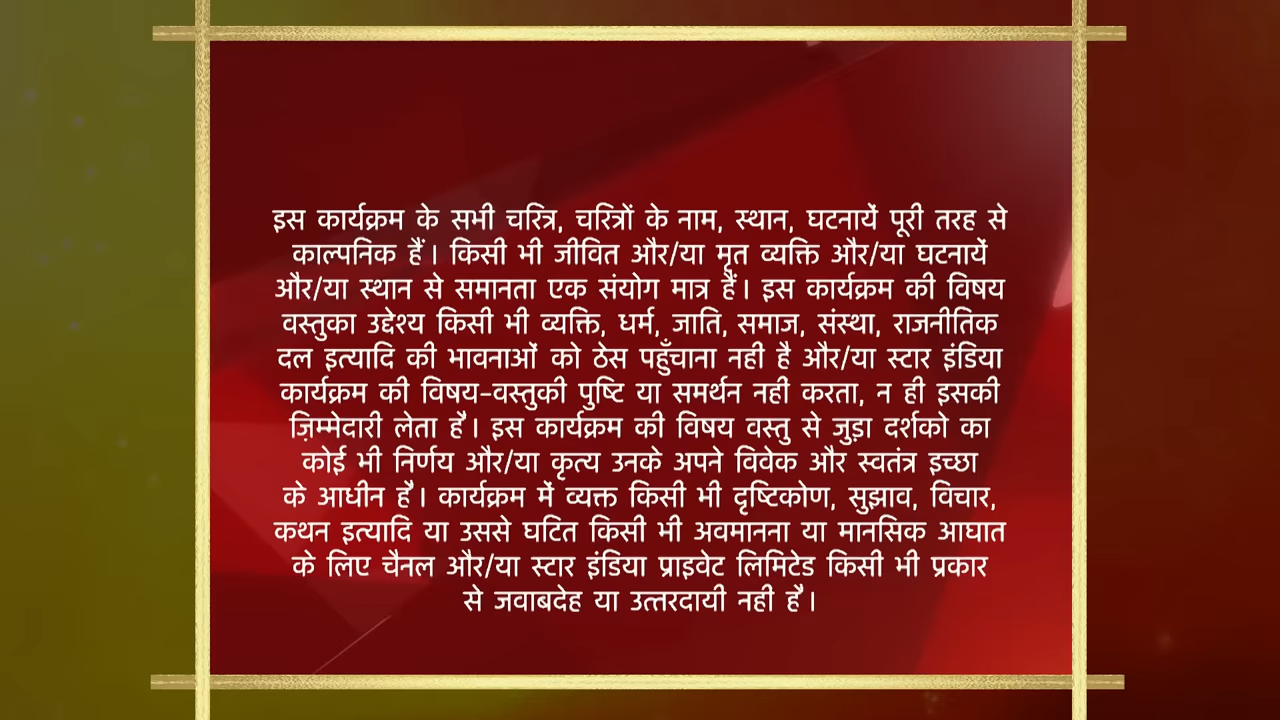 इस कार्यक्रम के सभी चरित्र, चरित्रों के नाम, स्थान, घटनायें पूरी तरह से
काल्पनिक हैं। किसी भी जीवित और/या मृत व्यक्ति और/या घटनायें
और/या स्थान से समानता एक संयोग मात्र हैं। इस कार्यक्रम की विषय
वस्तुका उद्देश्य किसी भी व्यक्ति, धर्म, जाति, समाज, संस्था, राजनीतिक
दल इत्यादि की भावनाओं को ठेस पहुँचाना नही है और/या स्टार इंडिया
कार्यक्रम की विषय-वस्तुकी पुष्टि या समर्थन नही करता, न ही इसकी
ज़िम्मेदारी लेता हैं। इस कार्यक्रम की विषय वस्तु से जुड़ा दर्शको का
कोई भी निर्णय और/या कृत्य उनके अपने विवेक और स्वतंत्र इच्छा
के आधीन हैं। कार्यक्रम में व्यक्त किसी भी दृष्टिकोण, सुझाव, विचार,
कथन इत्यादि या उससे घटित किसी भी अवमानना या मानसिक आघात
के लिए चैनल और/या स्टार इंडिया प्राइवेट लिमिटेड किसी भी प्रकार
से जवाबदेह या उत्तरदायी नही हैं।